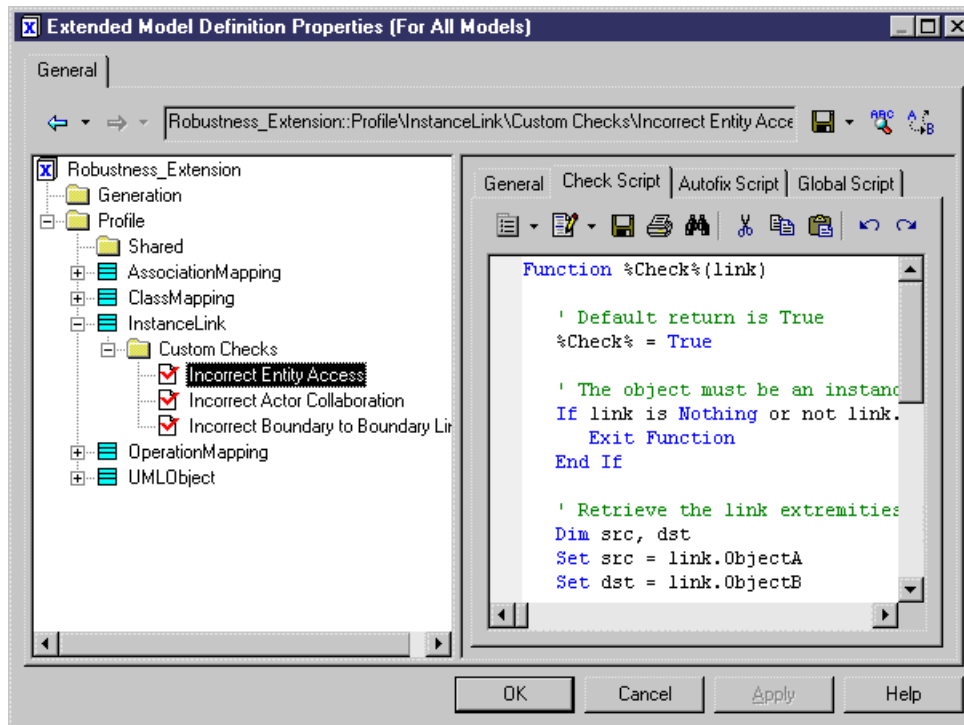 Extended Model Definition Properties (For All Models)
General
Robustness_Extension::Profile\InstanceLink\Custom Checks\Incorrect Entity Acce
Robustness_Extension
Generation
Profile
Shared
AssociationMapping
ClassMapping
InstanceLink
Custom Checks
Incorrect Entity Access
Incorrect Actor Collaboration
Incorrect Boundary to Boundary Lin
OperationMapping
UMLObject
General Check Script Autofix Script Global Script
Function %Check%(link)
' Default return is True
%Check% = True
' The object must be an instanc
If link is Nothing or not link.
Exit Function
End If
' Retrieve the link extremities
Dim src, dst
Set src = link.ObjectA
Set dst = link.ObjectB
OK Cancel Apply Help